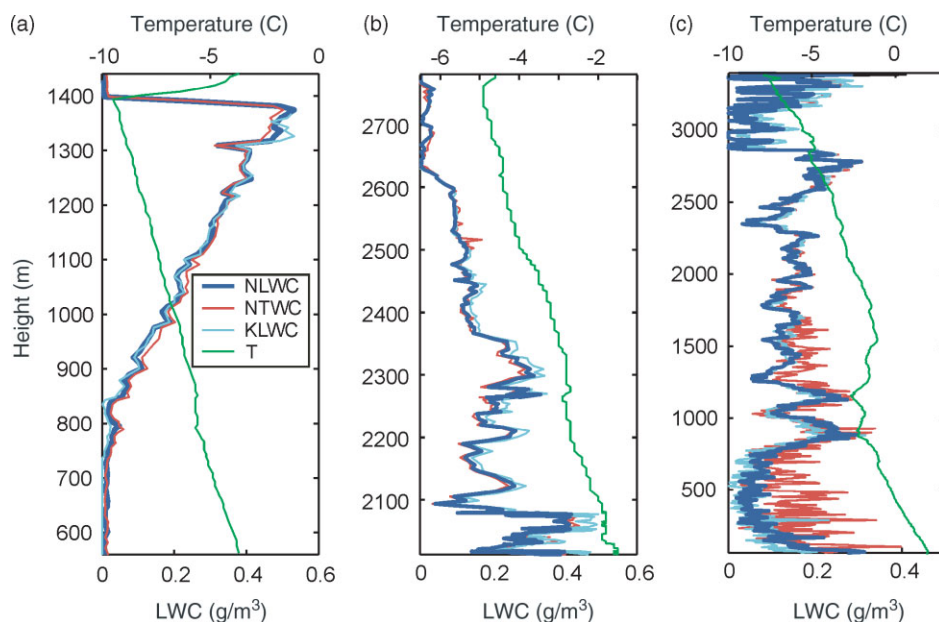 (a) Temperature (C)
-10 -5 0
1400
1300
1200
1100
1000
900
800
700
600
Height (m)
NLWC
NTWC
KLWC
T
0 0.2 0.4 0.6
LWC (g/m³)
(b) Temperature (C)
-6 -4 -2
2700
2600
2500
2400
2300
2200
2100
0 0.2 0.4 0.6
LWC (g/m³)
(c) Temperature (C)
-10 -5 0
3000
2500
2000
1500
1000
500
0 0.2 0.4
LWC (g/m³)